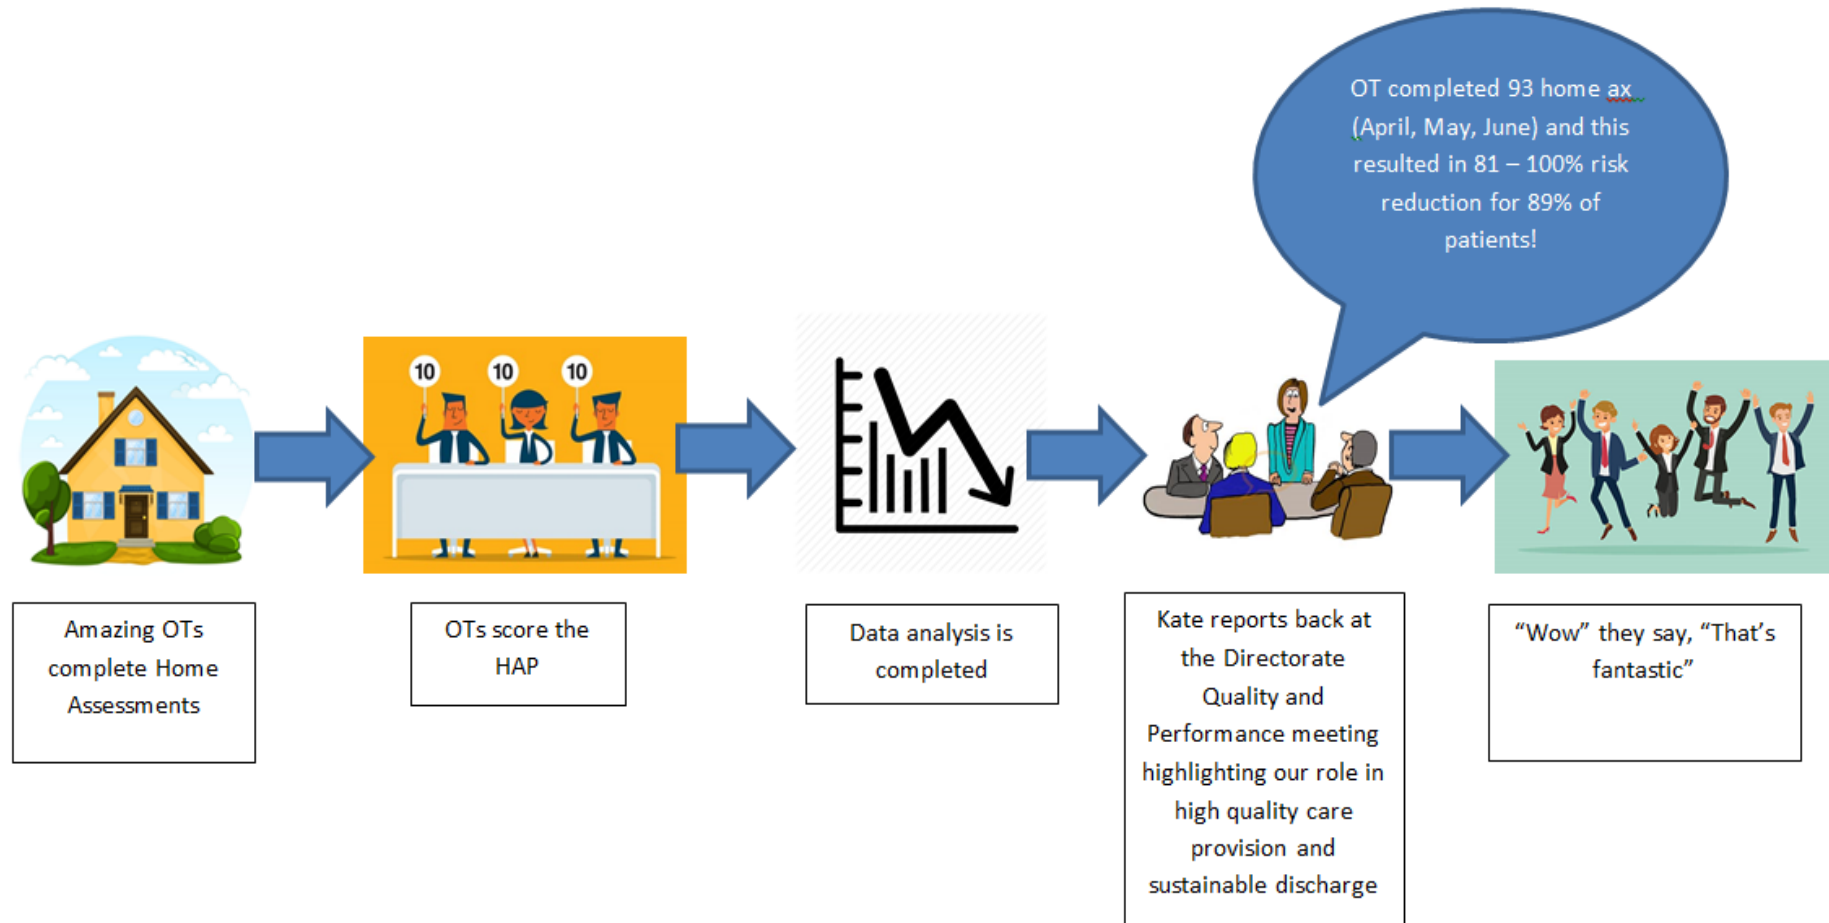 OT completed 93 home ax
(April, May, June) and this
resulted in 81 – 100% risk
reduction for 89% of
patients!
10 10 10
Amazing OTs
complete Home
Assessments
OTs score the
HAP
Data analysis is
completed
Kate reports back at
the Directorate
Quality and
Performance meeting
highlighting our role in
high quality care
provision and
sustainable discharge
“Wow” they say, “That’s
fantastic”